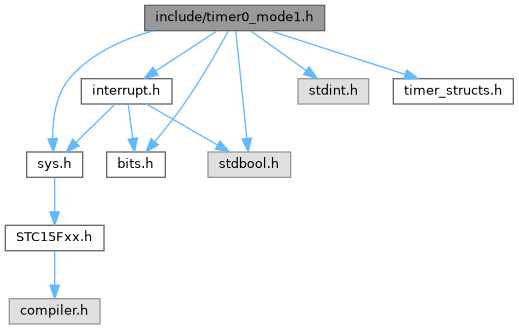 include/timer0_mode1.h
interrupt.h
stdint.h
timer_structs.h
sys.h
bits.h
stdbool.h
STC15Fxx.h
compiler.h